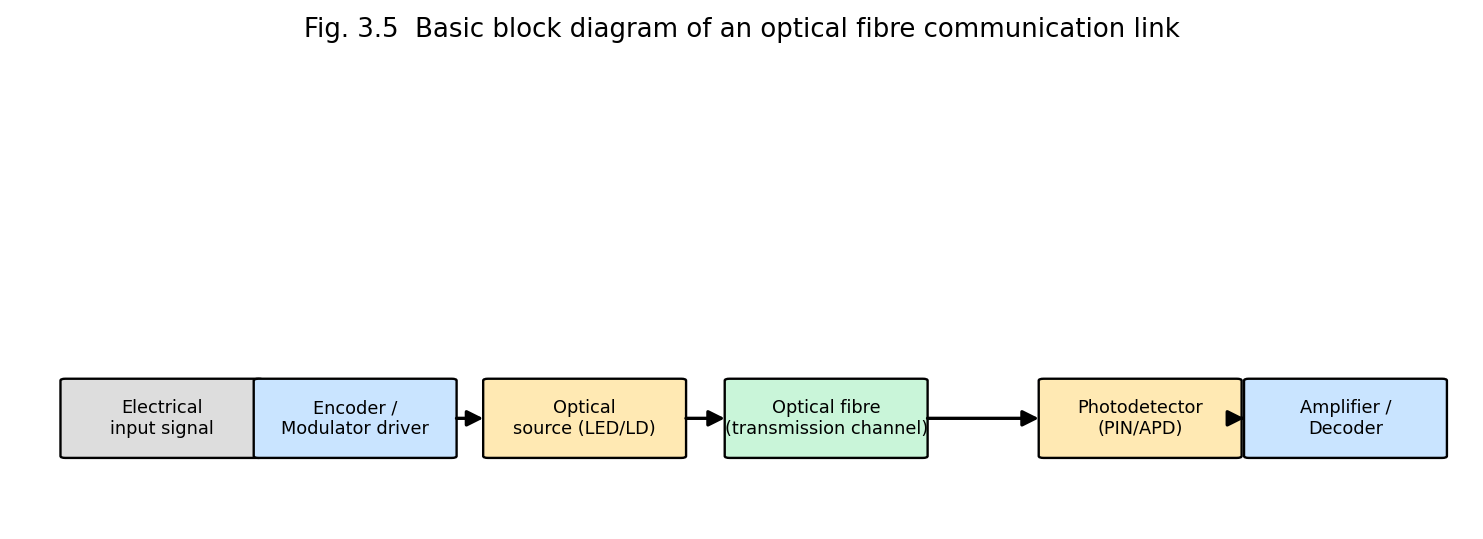 Fig. 3.5  Basic block diagram of an optical fibre communication link
Electrical
input signal
Encoder /
Modulator driver
Optical
source (LED/LD)
Optical fibre
(transmission channel)
Photodetector
(PIN/APD)
Amplifier /
Decoder